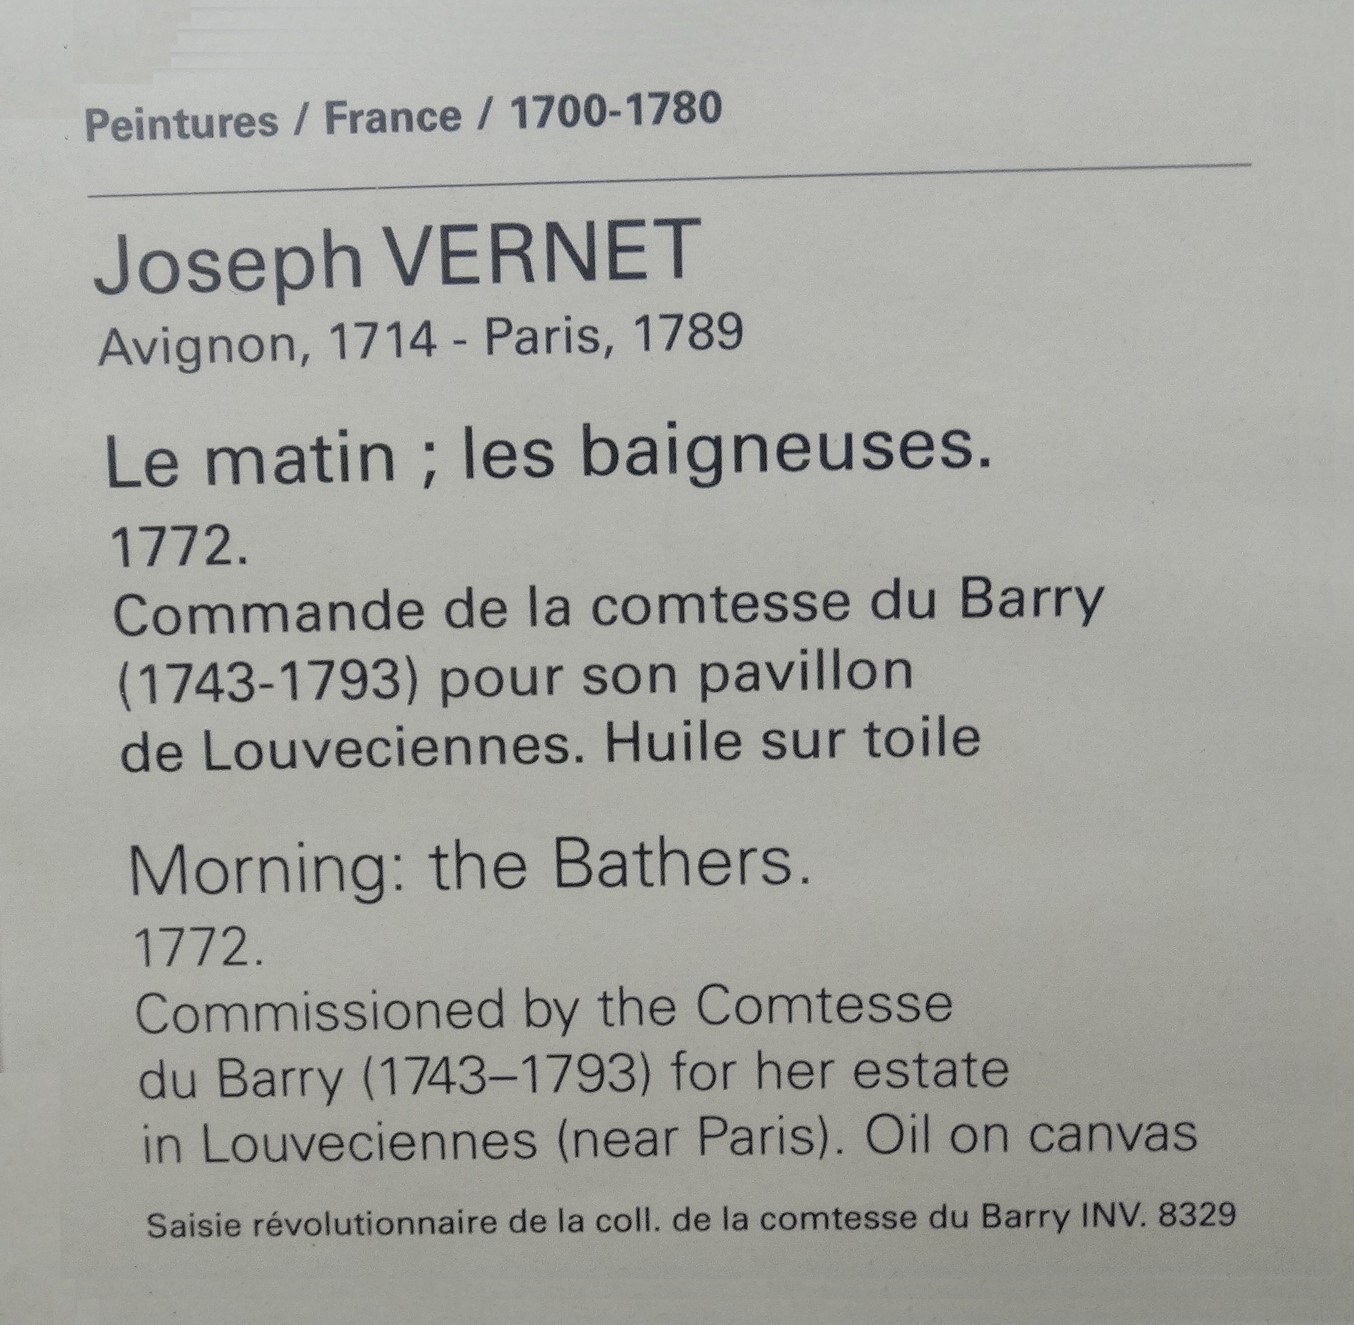 Peintures / France / 1700-1780
Joseph VERNET
Avignon, 1714 - Paris, 1789
Le matin ; les baigneuses.
1772.
Commande de la comtesse du Barry
(1743-1793) pour son pavillon
de Louveciennes. Huile sur toile
Morning: the Bathers.
1772.
Commissioned by the Comtesse
du Barry (1743–1793) for her estate
in Louveciennes (near Paris). Oil on canvas
Saisie révolutionnaire de la coll. de la comtesse du Barry INV. 8329